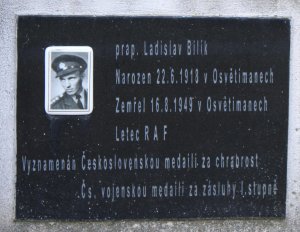 prap. Ladislav Bilík
Narozen 22.6.1918 v Osvětimanech
Zemřel 16.8.1949 v Osvětimanech
Letec R A F
Vyznamenán Československou medailí za chrabrost
Čs. vojenskou medailí za zásluhy I.stupně